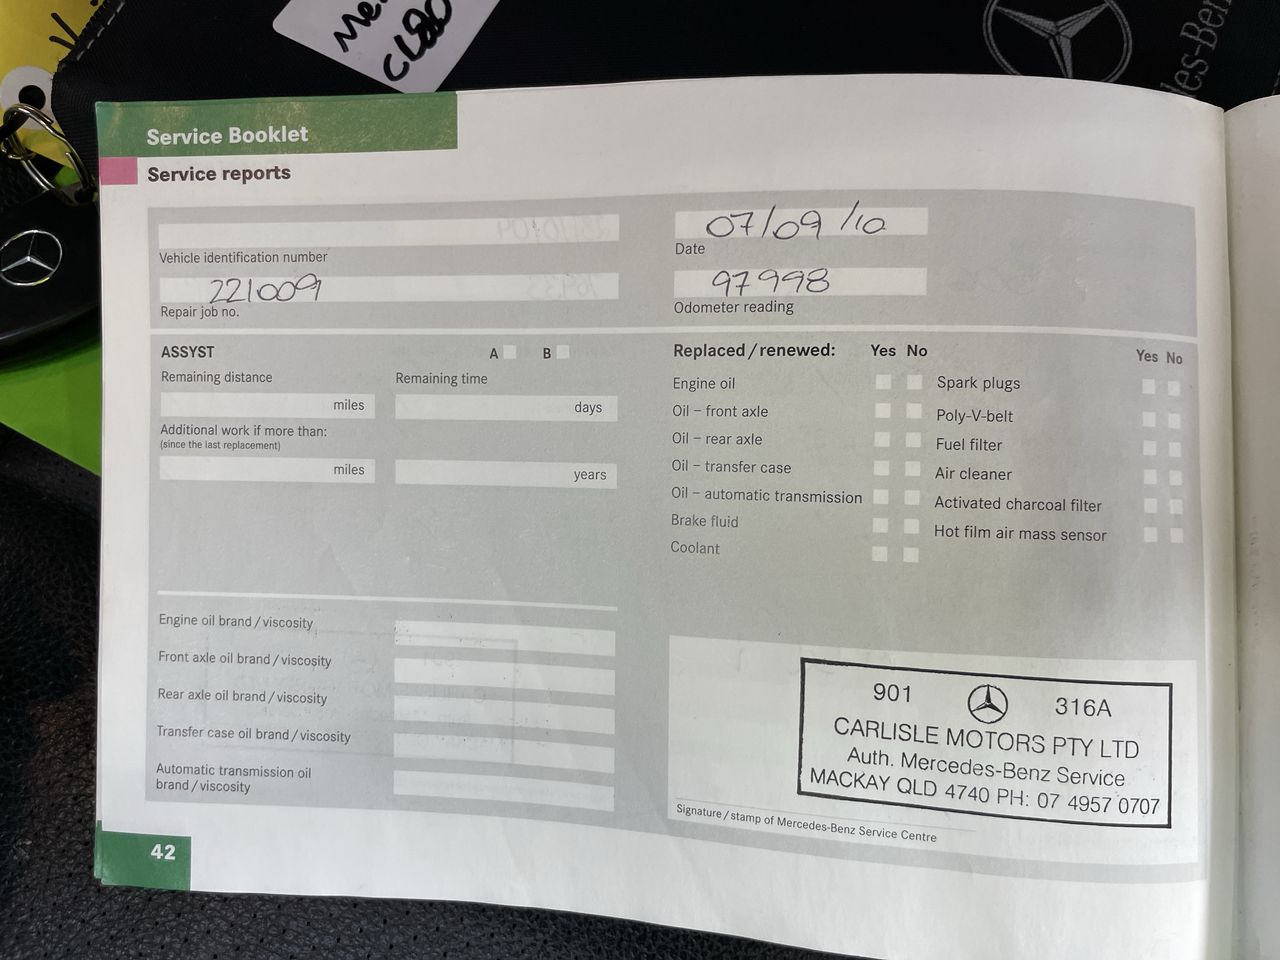 Me
CL20
Mercedes-Benz
Service Booklet
Service reports
Vehicle identification number
221009
Repair job no.
07/09/10
Date
97998
Odometer reading
ASSYST A B
Remaining distance Remaining time
miles days
Additional work if more than:
(since the last replacement)
miles years
Replaced/renewed: Yes No Yes No
Engine oil Spark plugs
Oil – front axle Poly-V-belt
Oil – rear axle Fuel filter
Oil – transfer case Air cleaner
Oil – automatic transmission Activated charcoal filter
Brake fluid Hot film air mass sensor
Coolant
Engine oil brand/viscosity
Front axle oil brand/viscosity
Rear axle oil brand/viscosity
Transfer case oil brand/viscosity
Automatic transmission oil
brand/viscosity
901 316A
CARLISLE MOTORS PTY LTD
Auth. Mercedes-Benz Service
MACKAY QLD 4740 PH: 07 4957 0707
Signature/stamp of Mercedes-Benz Service Centre
42